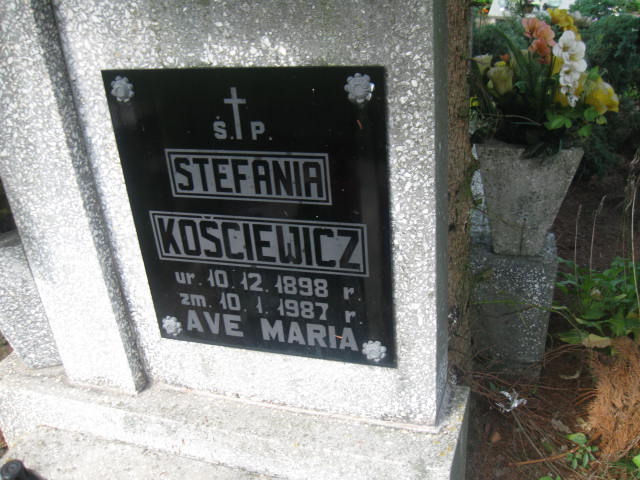 Ś. P.
STEFANIA
KOŚCIEWICZ
ur. 10.12.1898 r.
zm. 10.1.1987 r.
AVE MARIA